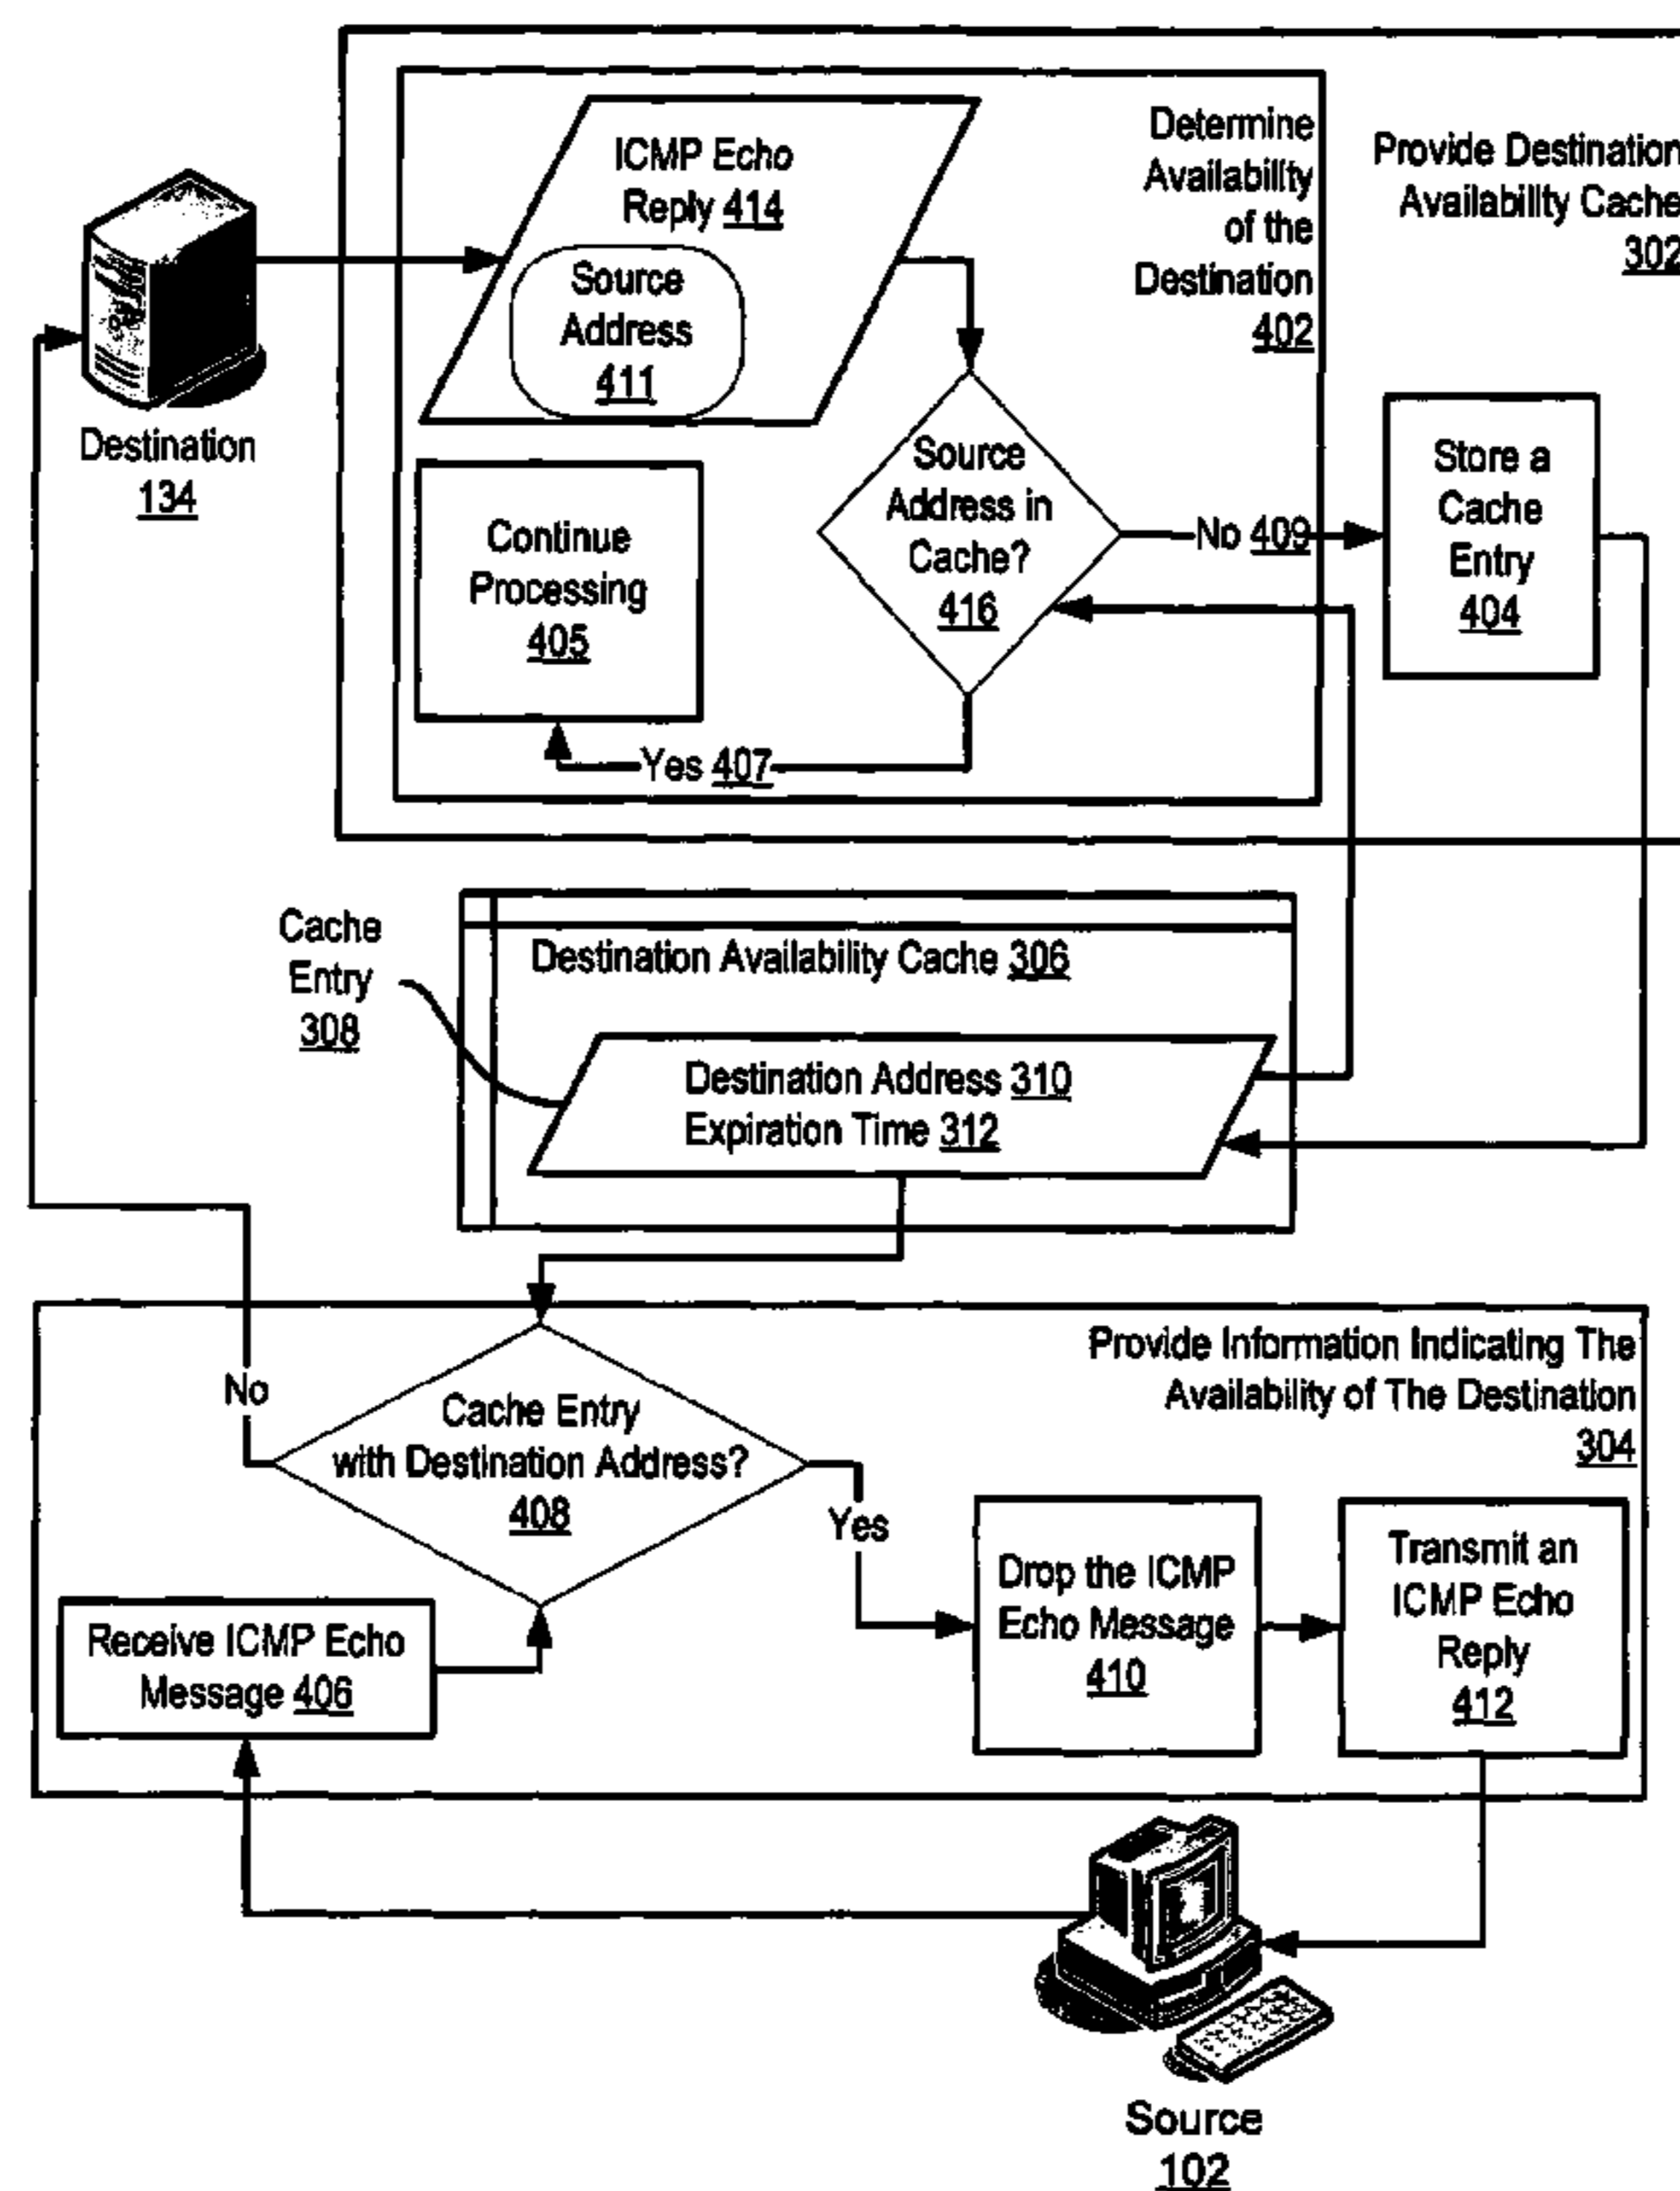 ICMP Echo
Reply 414
Source
Address
411
Determine
Availability
of the
Destination
402
Provide Destination
Availability Cache
302
Destination
134
Continue
Processing
405
Source
Address in
Cache?
416
No 409
Store a
Cache
Entry
404
Yes 407
Cache
Entry
308
Destination Availability Cache 306
Destination Address 310
Expiration Time 312
Provide Information Indicating The
Availability of The Destination
304
No
Cache Entry
with Destination Address?
408
Yes
Drop the ICMP
Echo Message
410
Transmit an
ICMP Echo
Reply
412
Receive ICMP Echo
Message 406
Source
102